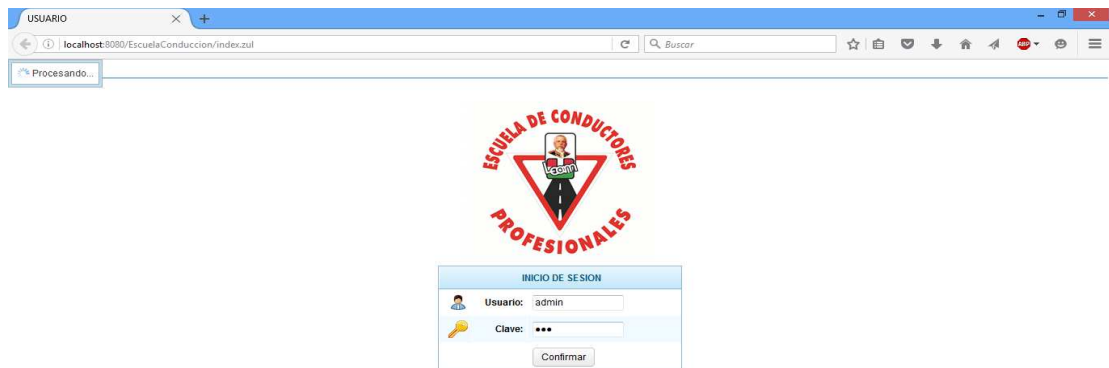 USUARIO
localhost:8080/EscuelaConduccion/index.zul
Buscar
ABP
Procesando...
ESCUELA DE CONDUCTORES
PROFESIONALES
INICIO DE SESION
Usuario: admin
Clave: •••
Confirmar